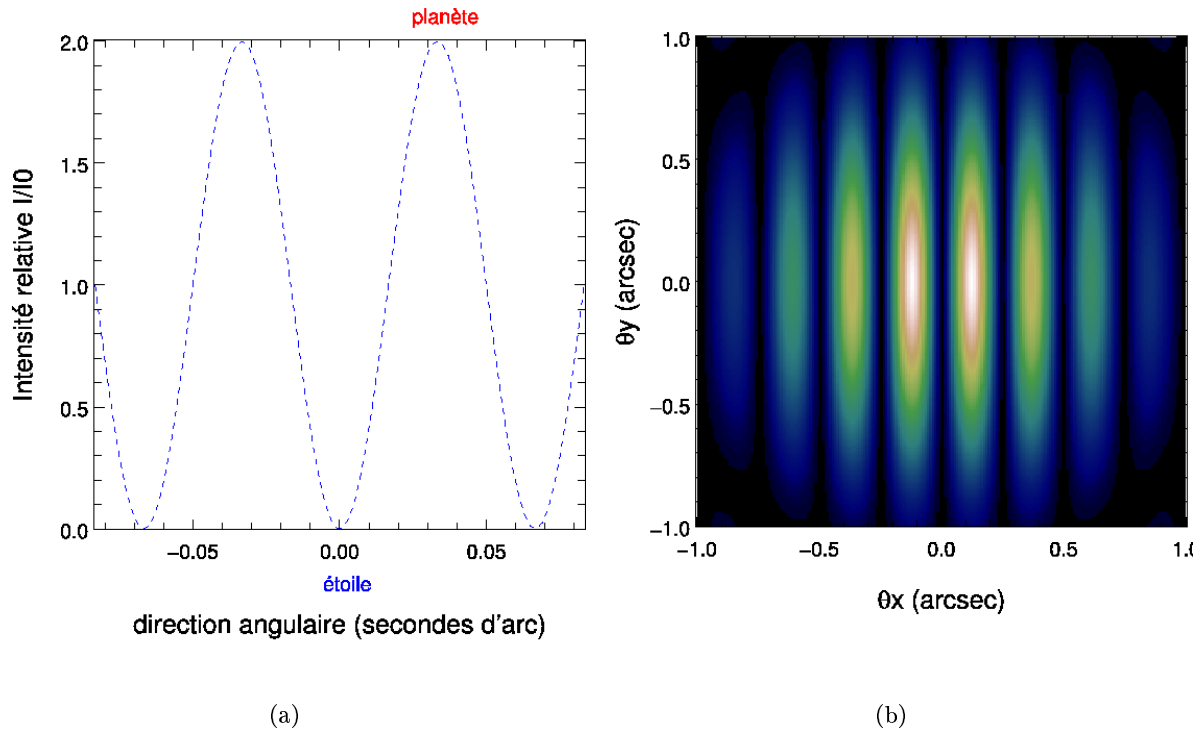 planète
2.0
1.5
1.0
0.5
0.0
Intensité relative I/I0
−0.05 0.00 0.05
étoile
direction angulaire (secondes d'arc)
(a)
1.0
0.5
0.0
−0.5
−1.0
θy (arcsec)
−1.0 −0.5 0.0 0.5 1.0
θx (arcsec)
(b)